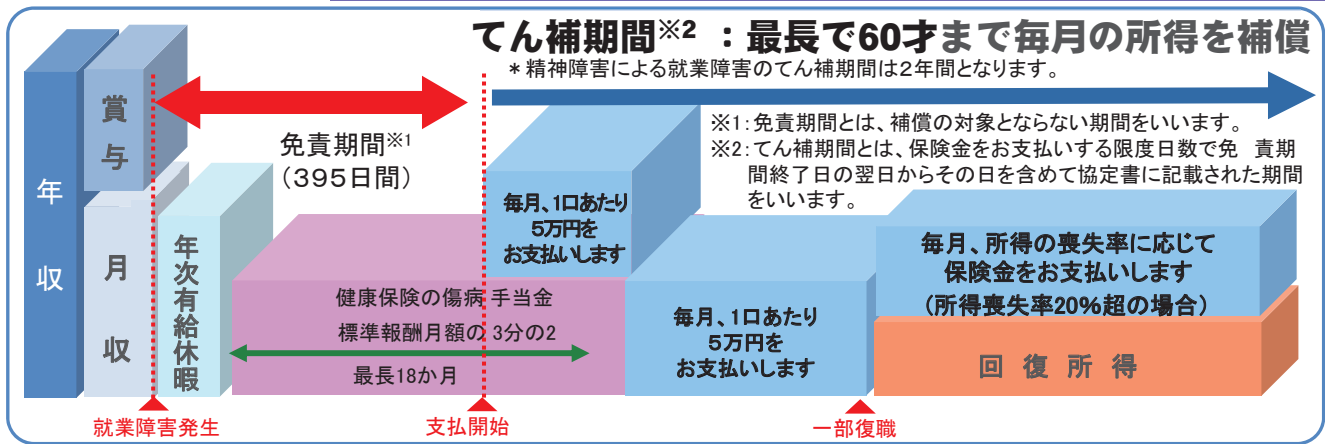 てん補期間※2 ：最長で60才まで毎月の所得を補償
＊精神障害による就業障害のてん補期間は2年間となります。
※1：免責期間とは、補償の対象とならない期間をいいます。
※2：てん補期間とは、保険金をお支払いする限度日数で免 責期
間終了日の翌日からその日を含めて協定書に記載された期間
をいいます。
年収
賞与
月収
年次有給休暇
免責期間※1
（395日間）
健康保険の傷病 手当金
標準報酬月額の 3分の2
最長18か月
毎月、1口あたり
5万円を
お支払いします
毎月、1口あたり
5万円を
お支払いします
毎月、所得の喪失率に応じて
保険金をお支払いします
（所得喪失率20%超の場合）
回復所得
就業障害発生
支払開始
一部復職